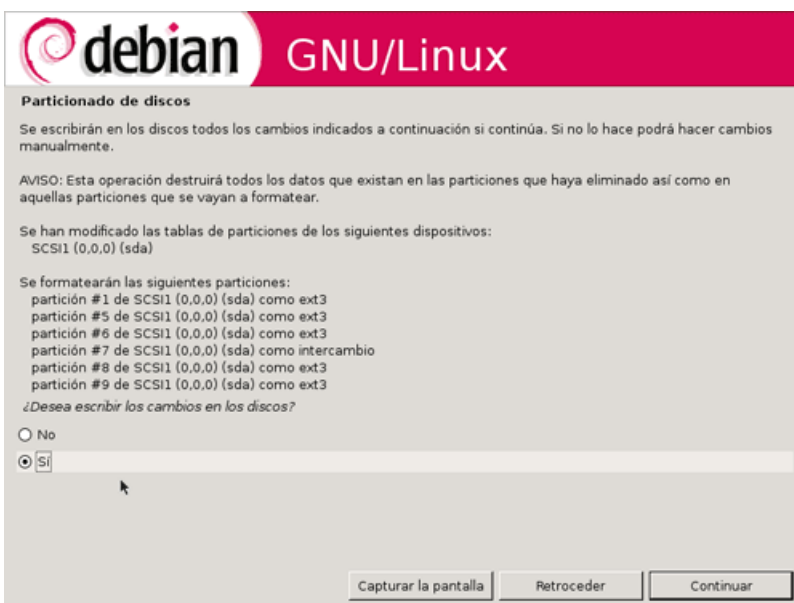 debian GNU/Linux
Particionado de discos
Se escribirán en los discos todos los cambios indicados a continuación si continúa. Si no lo hace podrá hacer cambios
manualmente.
AVISO: Esta operación destruirá todos los datos que existan en las particiones que haya eliminado así como en
aquellas particiones que se vayan a formatear.
Se han modificado las tablas de particiones de los siguientes dispositivos:
SCSI1 (0,0,0) (sda)
Se formatearán las siguientes particiones:
partición #1 de SCSI1 (0,0,0) (sda) como ext3
partición #5 de SCSI1 (0,0,0) (sda) como ext3
partición #6 de SCSI1 (0,0,0) (sda) como ext3
partición #7 de SCSI1 (0,0,0) (sda) como intercambio
partición #8 de SCSI1 (0,0,0) (sda) como ext3
partición #9 de SCSI1 (0,0,0) (sda) como ext3
¿Desea escribir los cambios en los discos?
No
Sí
Capturar la pantalla Retroceder Continuar